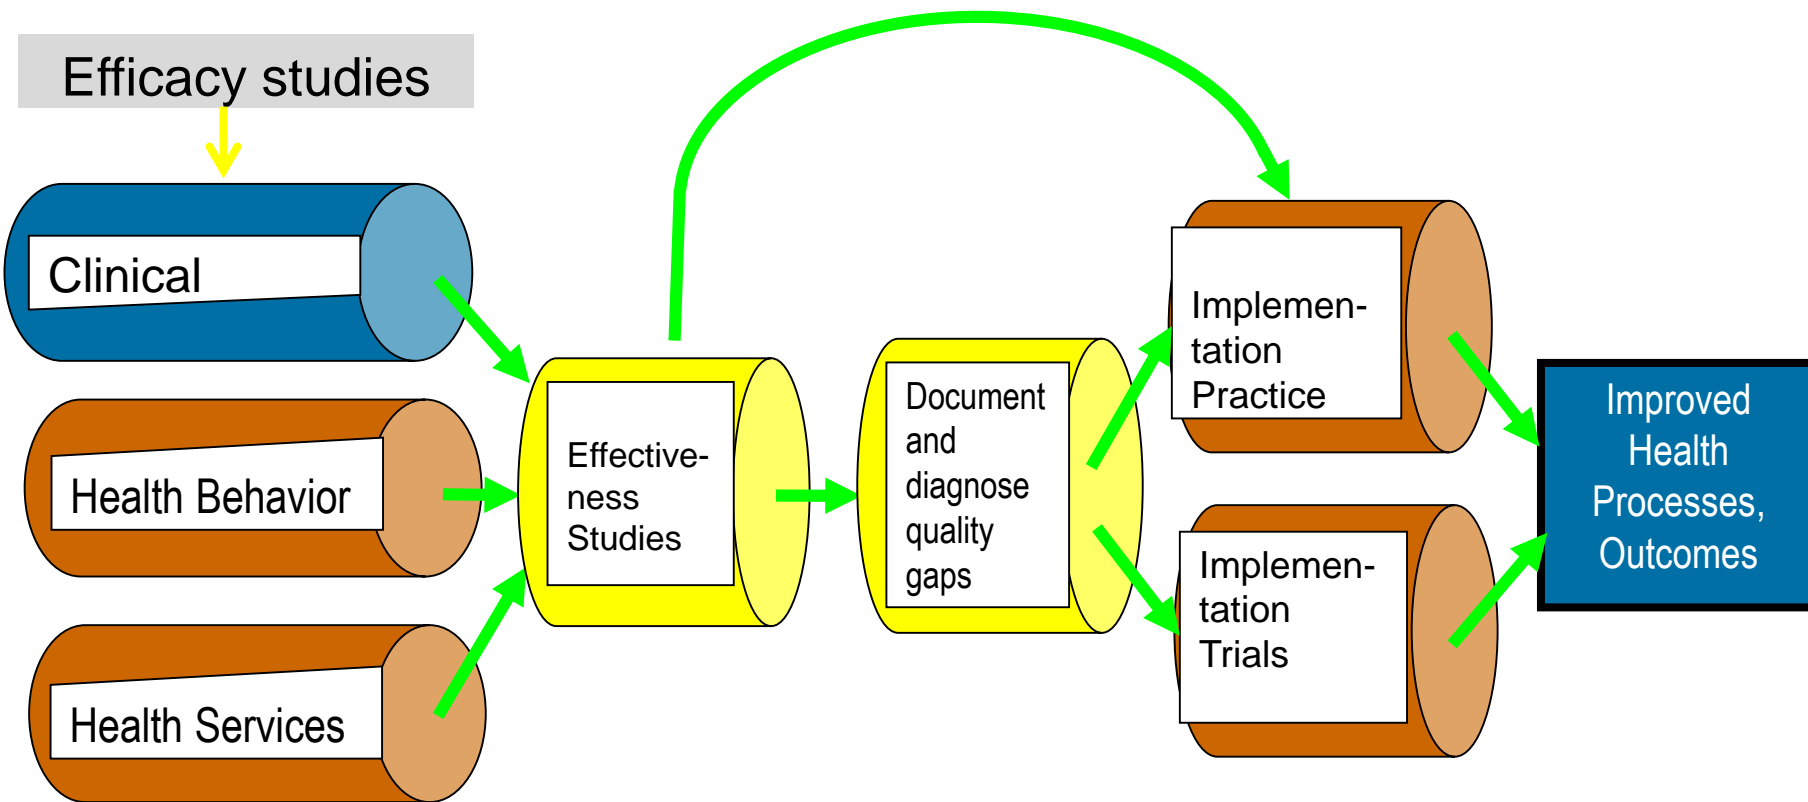 Efficacy studies
Clinical
Health Behavior
Health Services
Effective-
ness
Studies
Document
and
diagnose
quality
gaps
Implemen-
tation
Practice
Implemen-
tation
Trials
Improved
Health
Processes,
Outcomes